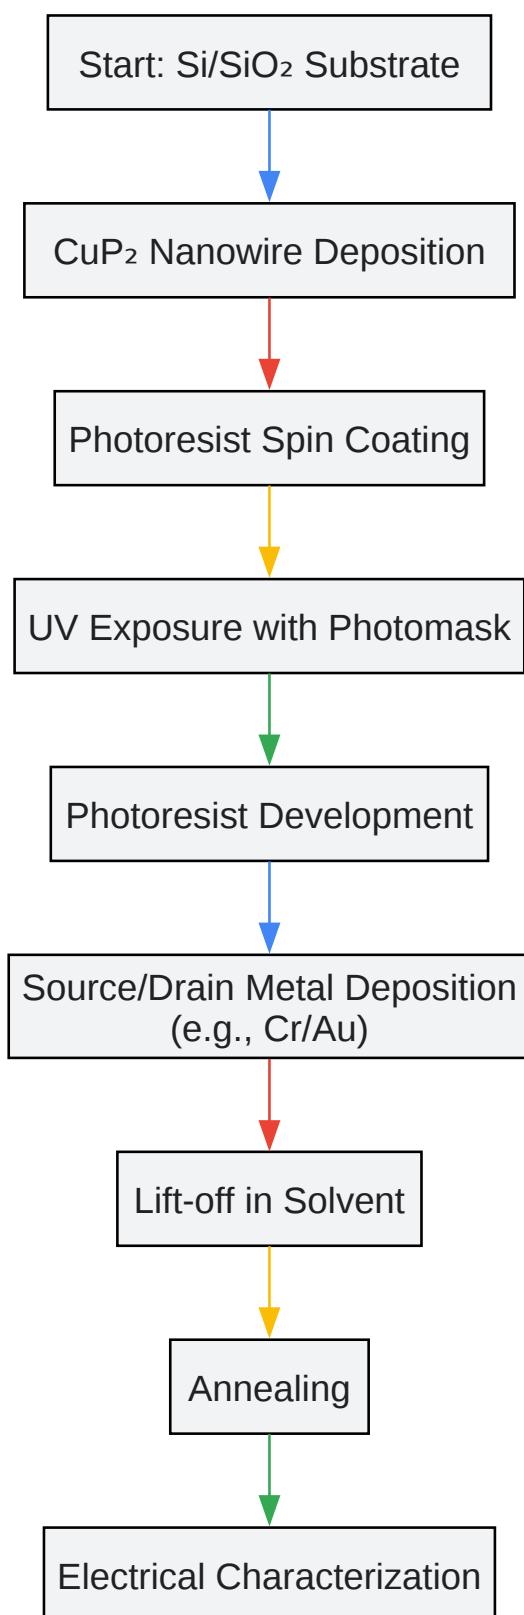 Start: Si/SiO₂ Substrate
CuP₂ Nanowire Deposition
Photoresist Spin Coating
UV Exposure with Photomask
Photoresist Development
Source/Drain Metal Deposition
(e.g., Cr/Au)
Lift-off in Solvent
Annealing
Electrical Characterization